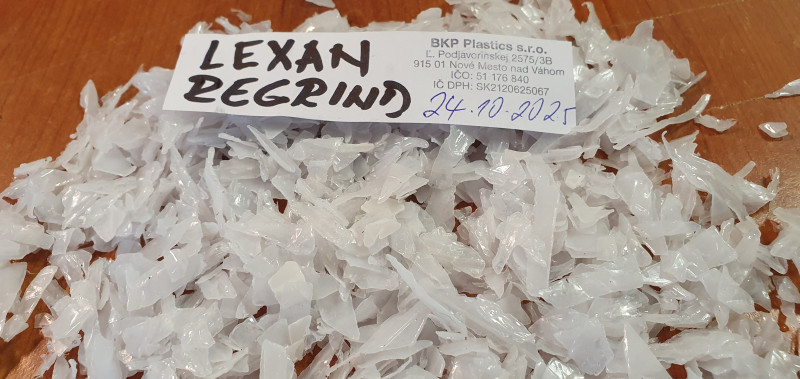 LEXAN
REGRIND
BKP Plastics s.r.o.
Ľ. Podjavorinskej 2575/3B
915 01 Nové Mesto nad Váhom
IČO: 51 176 840
IČ DPH: SK2120625067
24.10.2025